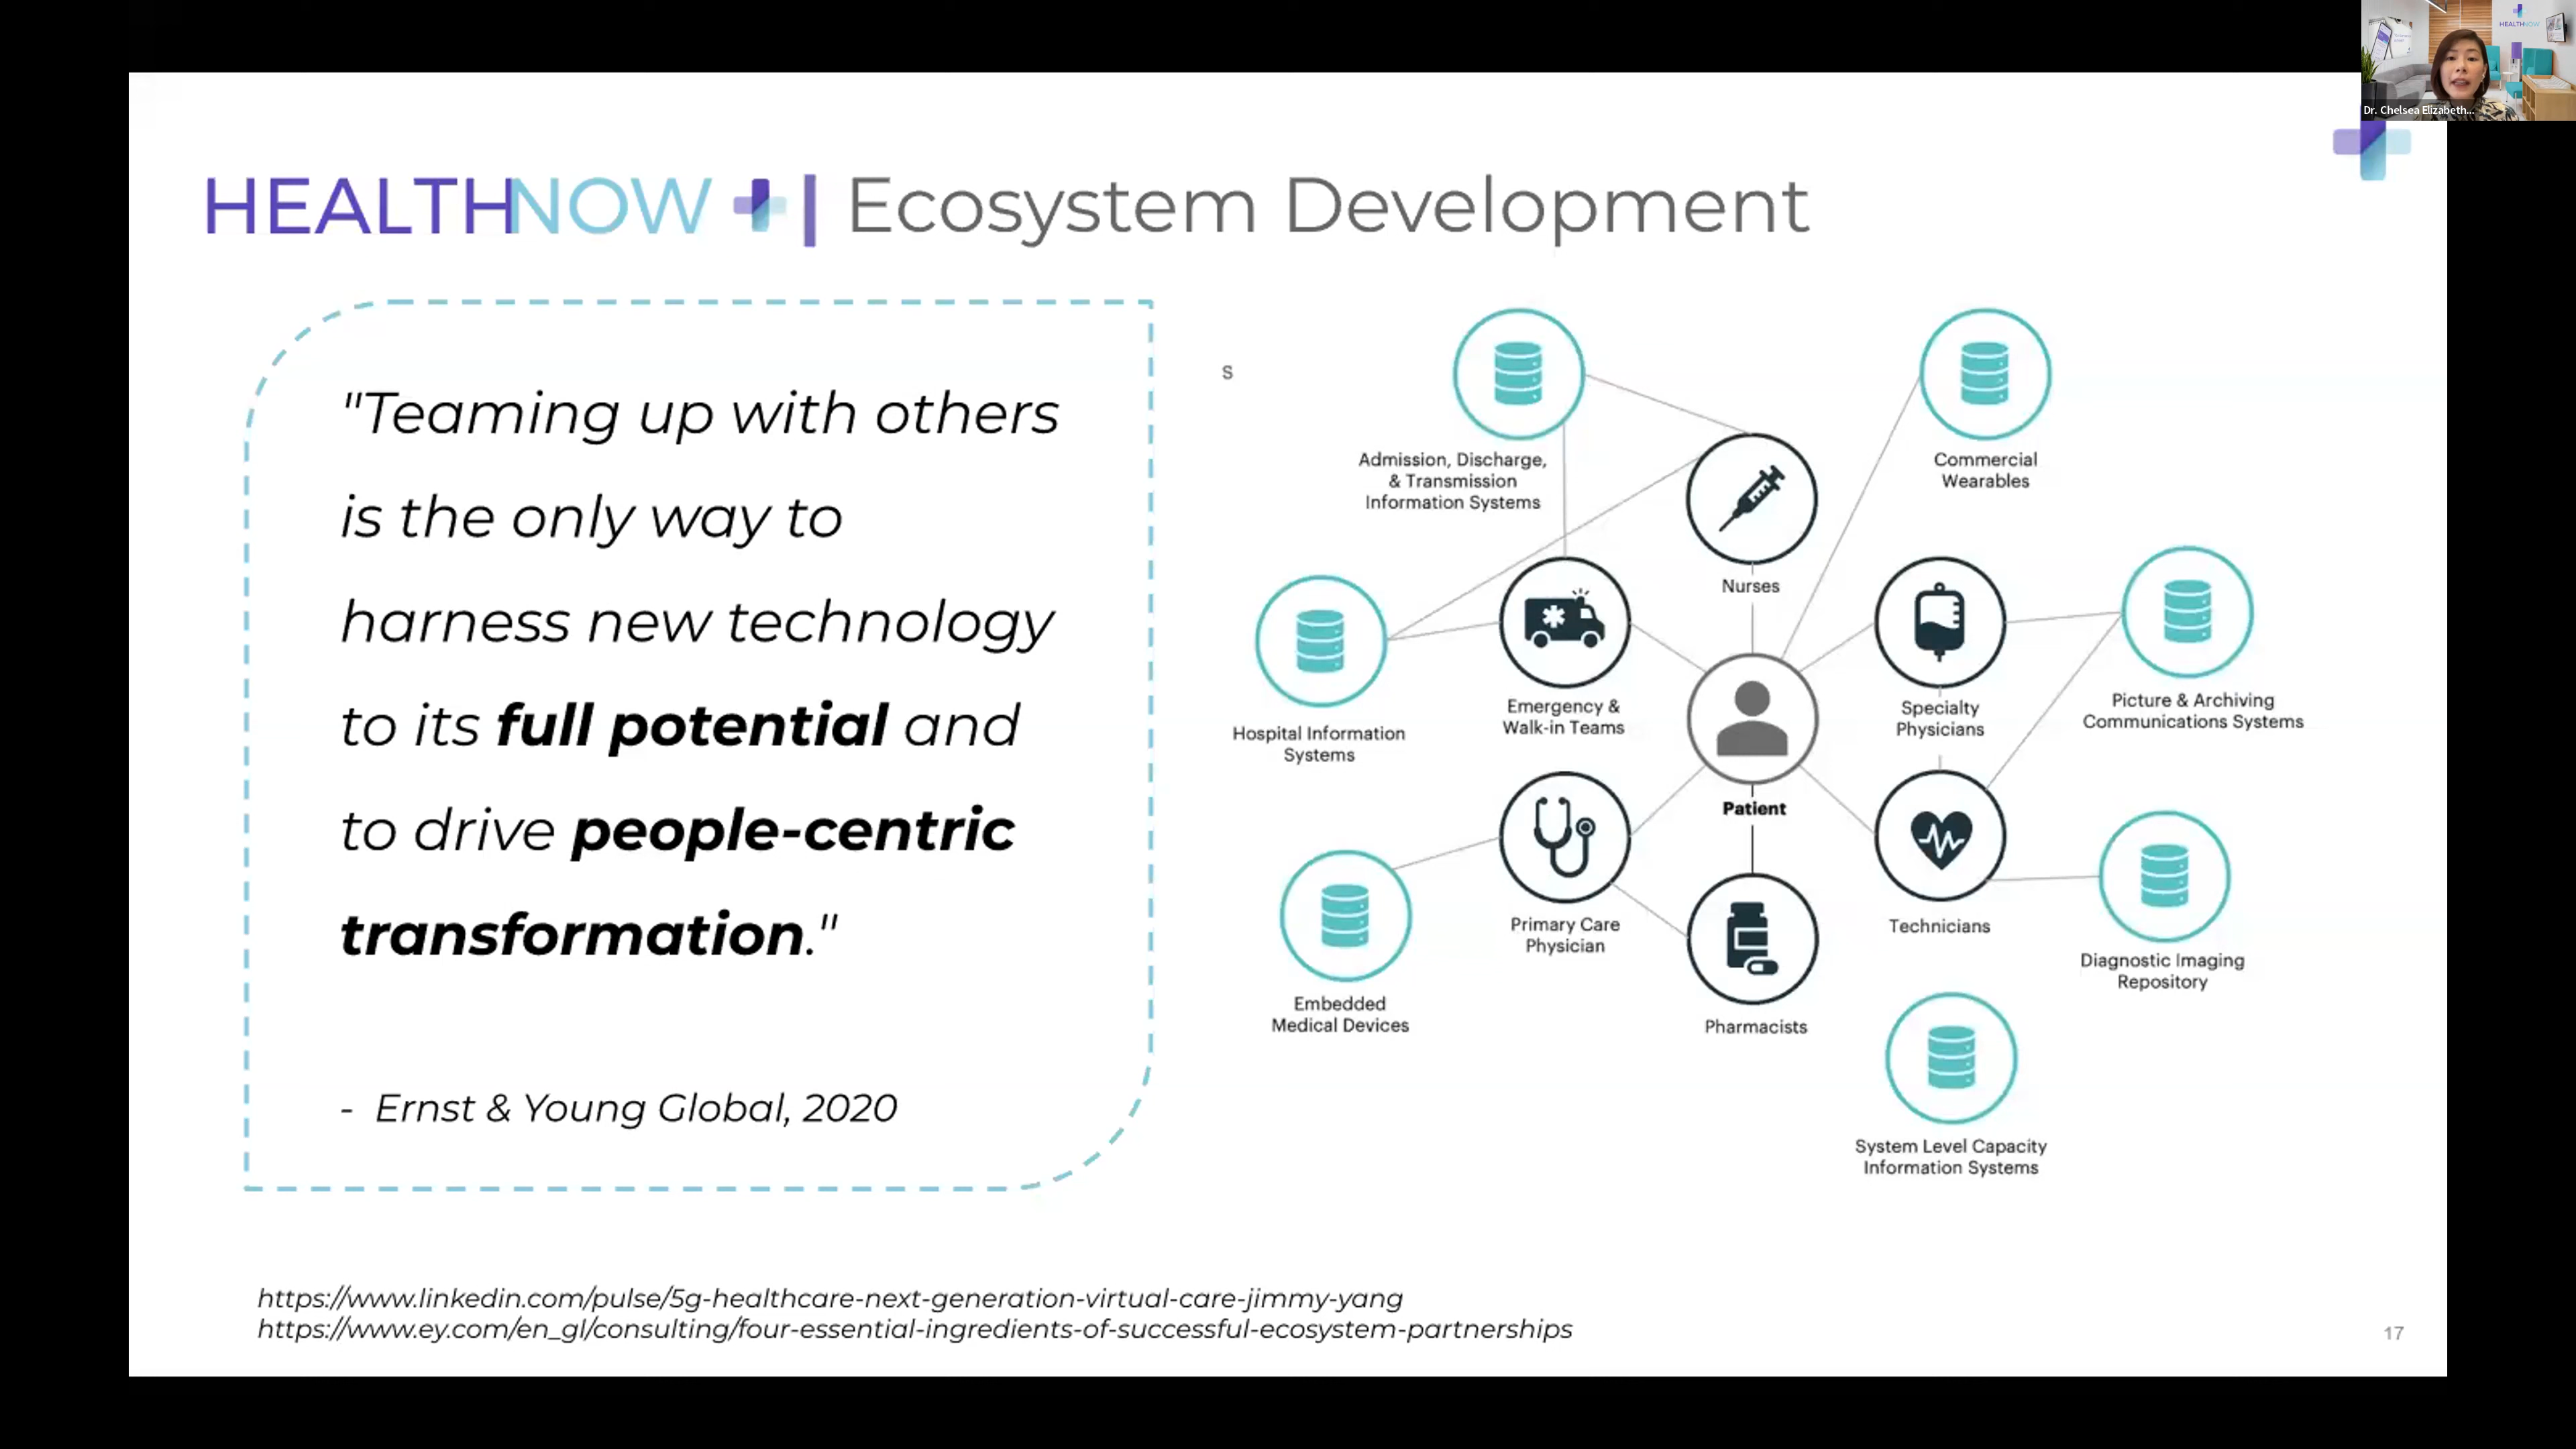 HEALTHNOW
Dr. Chelsea Elizabeth...
HEALTHNOW | Ecosystem Development
"Teaming up with others
is the only way to
harness new technology
to its full potential and
to drive people-centric
transformation."
- Ernst & Young Global, 2020
S
Admission, Discharge,
& Transmission
Information Systems
Commercial
Wearables
Nurses
Hospital Information
Systems
Emergency &
Walk-in Teams
Specialty
Physicians
Picture & Archiving
Communications Systems
Patient
Embedded
Medical Devices
Primary Care
Physician
Technicians
Diagnostic Imaging
Repository
Pharmacists
System Level Capacity
Information Systems
https://www.linkedin.com/pulse/5g-healthcare-next-generation-virtual-care-jimmy-yang
https://www.ey.com/en_gl/consulting/four-essential-ingredients-of-successful-ecosystem-partnerships
17